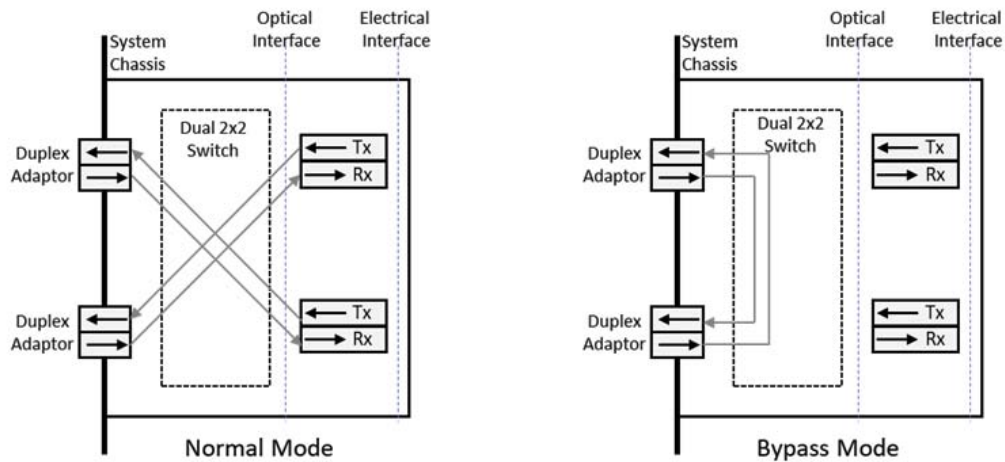 System
Chassis
Optical
Interface
Electrical
Interface
Duplex
Adaptor
Dual 2x2
Switch
Tx
Rx
Duplex
Adaptor
Tx
Rx
Normal Mode
System
Chassis
Optical
Interface
Electrical
Interface
Duplex
Adaptor
Dual 2x2
Switch
Tx
Rx
Duplex
Adaptor
Tx
Rx
Bypass Mode